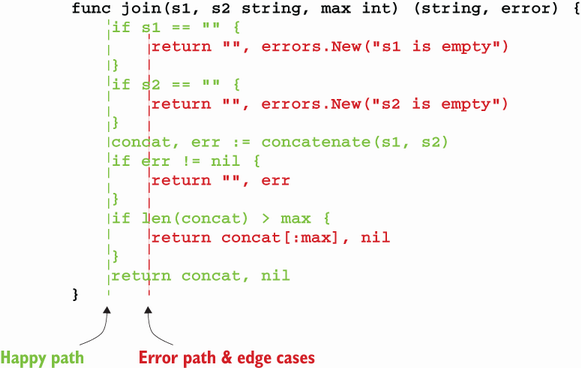 func join(s1, s2 string, max int) (string, error) {
if s1 == "" {
return "", errors.New("s1 is empty")
}
if s2 == "" {
return "", errors.New("s2 is empty")
}
concat, err := concatenate(s1, s2)
if err != nil {
return "", err
}
if len(concat) > max {
return concat[:max], nil
}
return concat, nil
}
Happy path Error path & edge cases